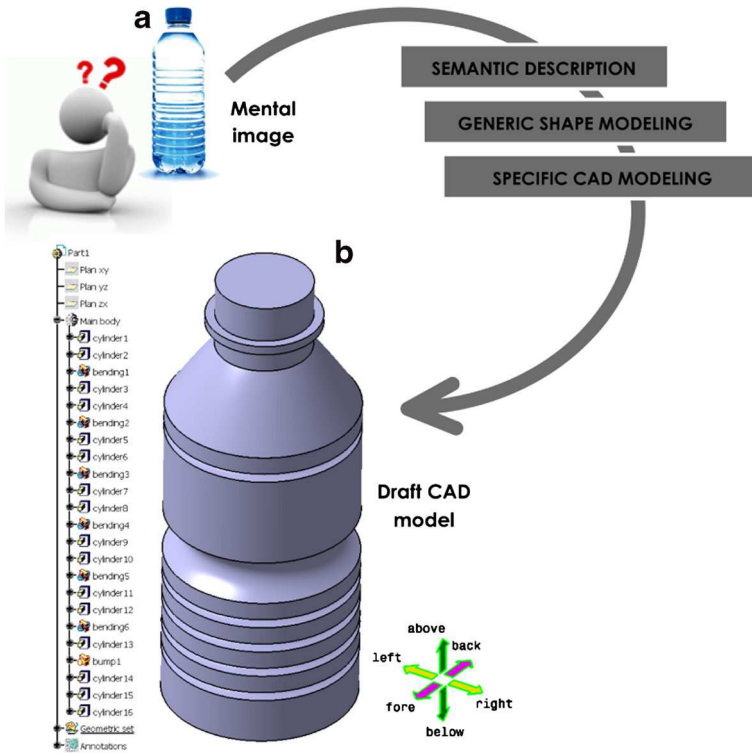 a
? ?
Mental
image
SEMANTIC DESCRIPTION
GENERIC SHAPE MODELING
SPECIFIC CAD MODELING
b
Part1
Plan xy
Plan yz
Plan zx
Main body
cylinder1
cylinder2
bending1
cylinder3
cylinder4
bending2
cylinder5
cylinder6
bending3
cylinder7
cylinder8
bending4
cylinder9
cylinder10
bending5
cylinder11
cylinder12
bending6
cylinder13
bump1
cylinder14
cylinder15
cylinder16
Geometric set
Annotations
Draft CAD
model
above
back
left
right
fore
below